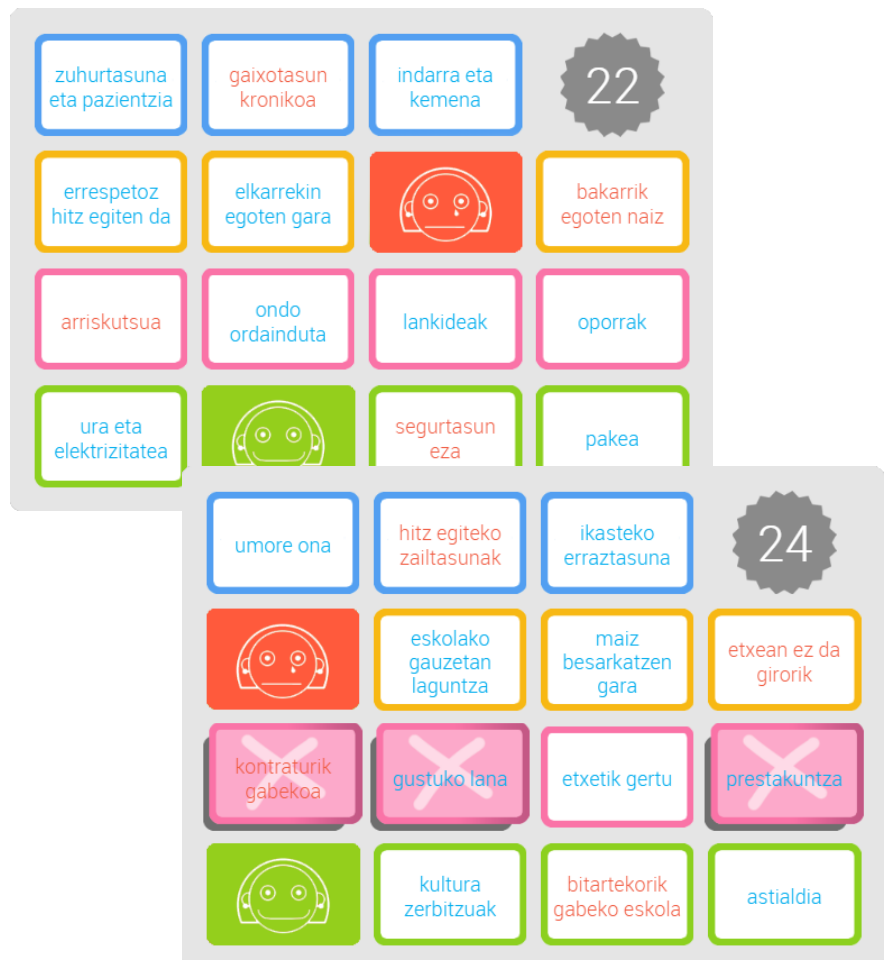 zuhurtasuna
eta pazientzia
gaixotasun
kronikoa
indarra eta
kemena
22
errespetoz
hitz egiten da
elkarrekin
egoten gara
bakarrik
egoten naiz
arriskutsua
ondo
ordainduta
lankideak
oporrak
ura eta
elektrizitatea
segurtasun
eza
pakea
umore ona
hitz egiteko
zailtasunak
ikasteko
erraztasuna
24
eskolako
gauzetan
laguntza
maiz
besarkatzen
gara
etxean ez da
girorik
kontraturik
gabekoa
gustuko lana
etxetik gertu
prestakuntza
kultura
zerbitzuak
bitartekorik
gabeko eskola
astialdia